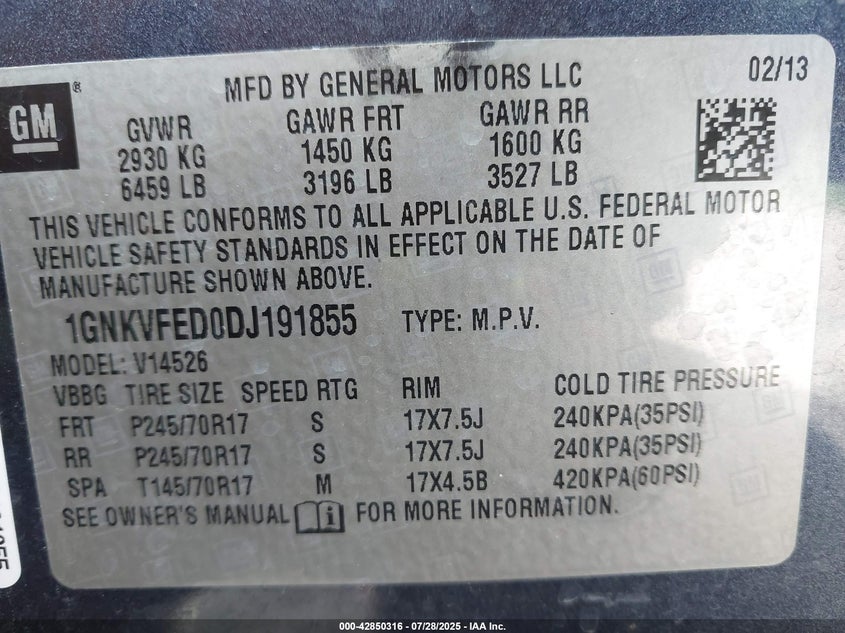 MFD BY GENERAL MOTORS LLC
02/13
GM®
GVWR GAWR FRT GAWR RR
2930 KG 1450 KG 1600 KG
6459 LB 3196 LB 3527 LB
THIS VEHICLE CONFORMS TO ALL APPLICABLE U.S. FEDERAL MOTOR
VEHICLE SAFETY STANDARDS IN EFFECT ON THE DATE OF
MANUFACTURE SHOWN ABOVE.
1GNKVFED0DJ191855 TYPE: M.P.V.
MODEL: V14526
VBBG TIRE SIZE SPEED RTG RIM COLD TIRE PRESSURE
FRT P245/70R17 S 17X7.5J 240KPA(35PSI)
RR P245/70R17 S 17X7.5J 240KPA(35PSI)
SPA T145/70R17 M 17X4.5B 420KPA(60PSI)
SEE OWNER'S MANUAL FOR MORE INFORMATION.
000-42850316 - 07/28/2025 - IAA Inc.